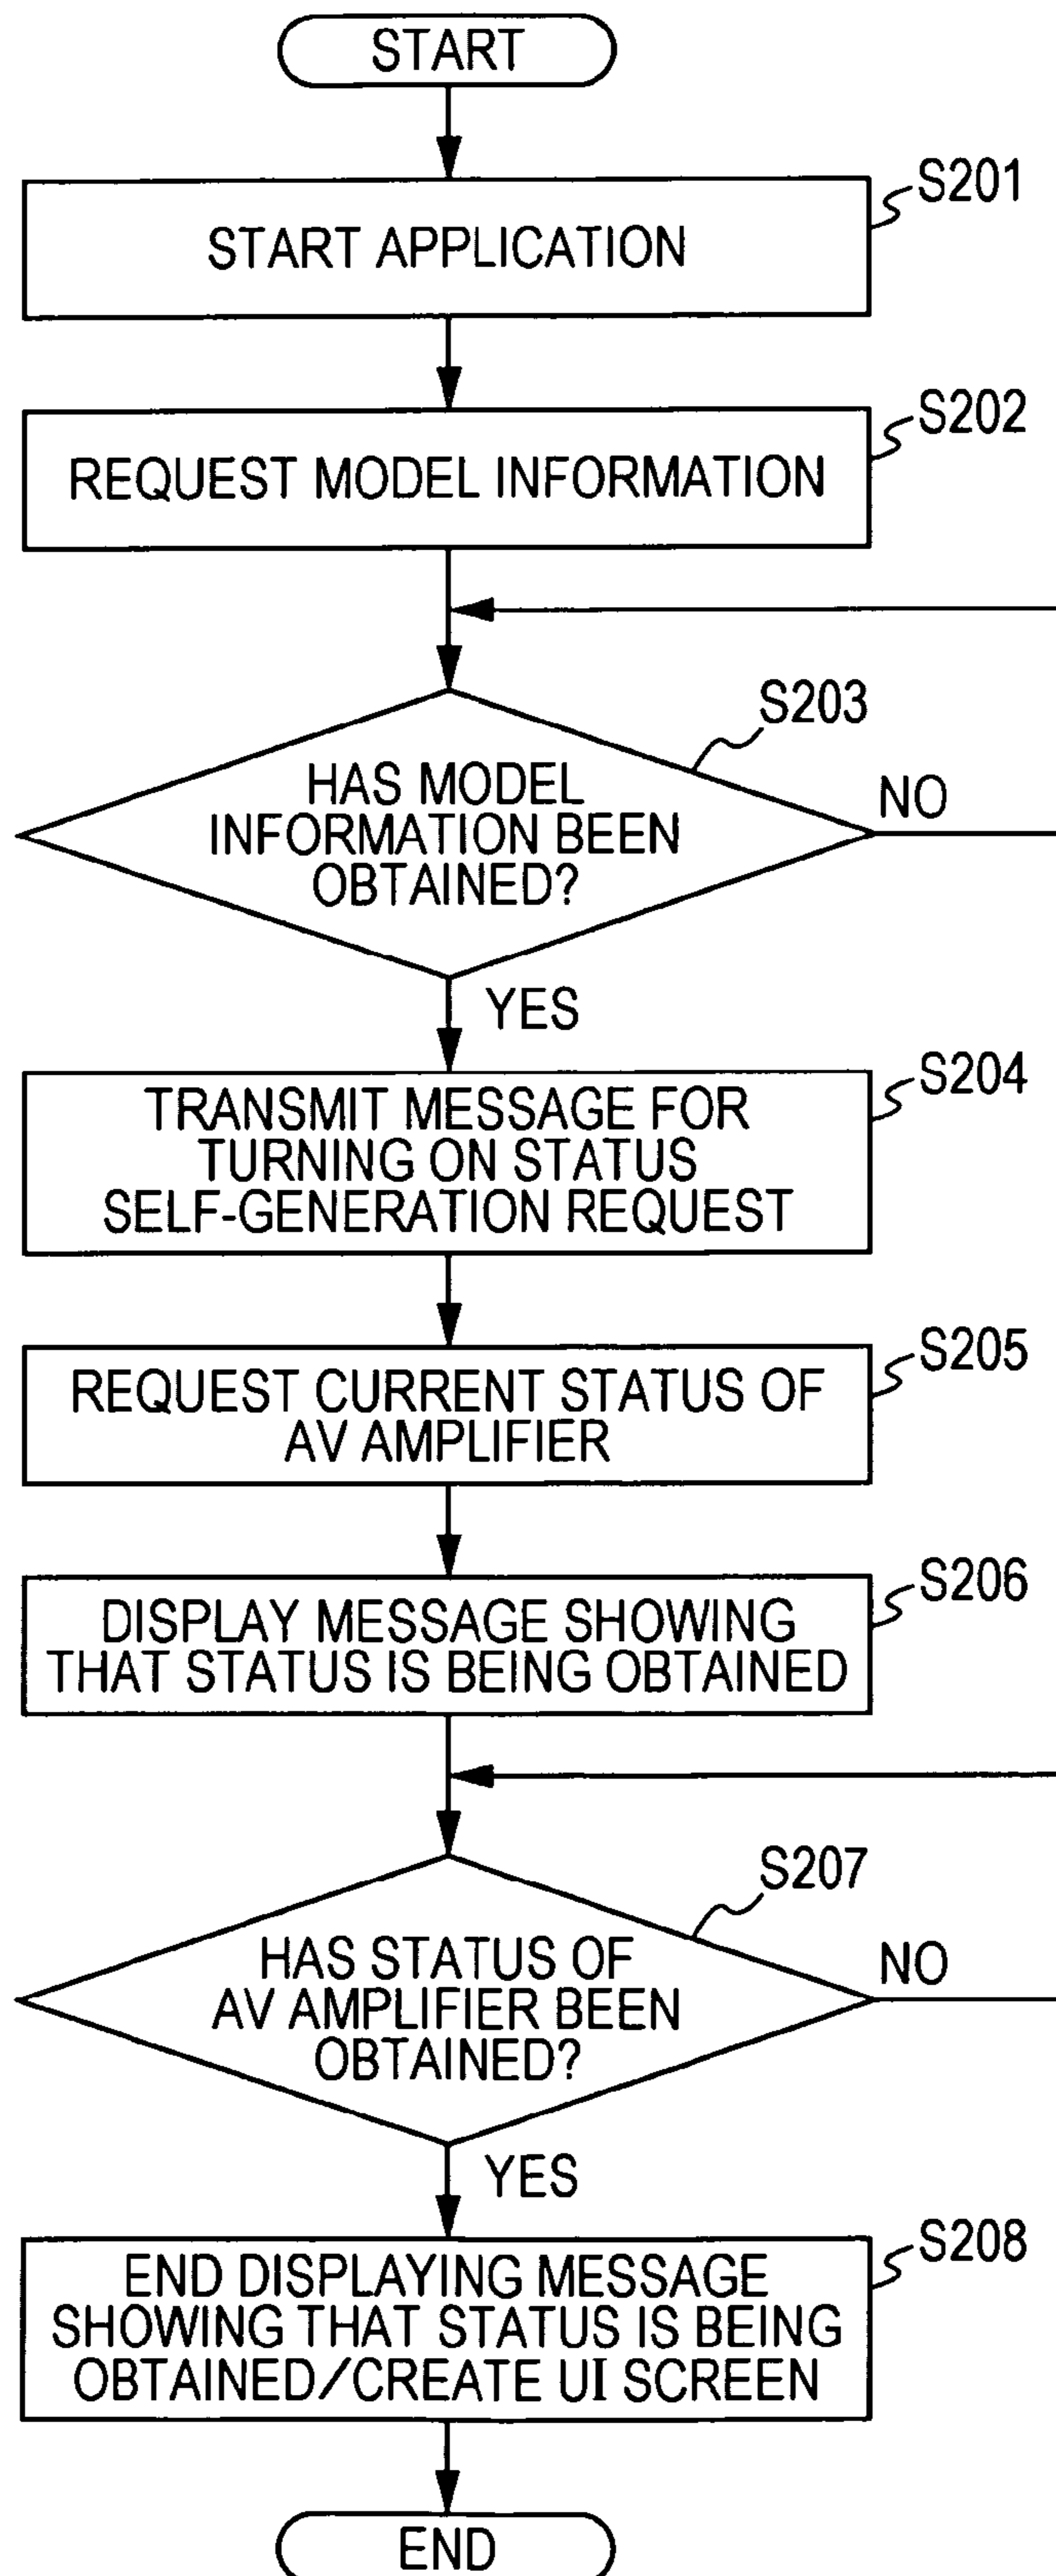 START
S201
START APPLICATION
S202
REQUEST MODEL INFORMATION
S203
HAS MODEL
INFORMATION BEEN
OBTAINED?
NO
YES
S204
TRANSMIT MESSAGE FOR
TURNING ON STATUS
SELF-GENERATION REQUEST
S205
REQUEST CURRENT STATUS OF
AV AMPLIFIER
S206
DISPLAY MESSAGE SHOWING
THAT STATUS IS BEING OBTAINED
S207
HAS STATUS OF
AV AMPLIFIER BEEN
OBTAINED?
NO
YES
S208
END DISPLAYING MESSAGE
SHOWING THAT STATUS IS BEING
OBTAINED/CREATE UI SCREEN
END